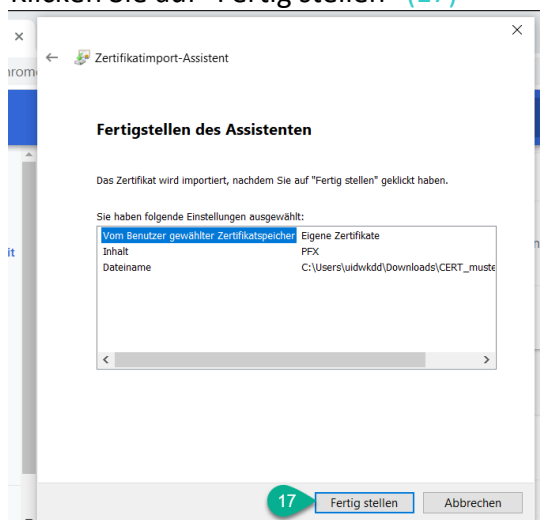 Klicken Sie auf "Fertig stellen" (17)
Zertifikatimport-Assistent
Fertigstellen des Assistenten
Das Zertifikat wird importiert, nachdem Sie auf "Fertig stellen" geklickt haben.
Sie haben folgende Einstellungen ausgewählt:
Vom Benutzer gewählter Zertifikatspeicher Eigene Zertifikate
Inhalt PFX
Dateiname C:\Users\uidwkdd\Downloads\CERT_muste
17 Fertig stellen Abbrechen